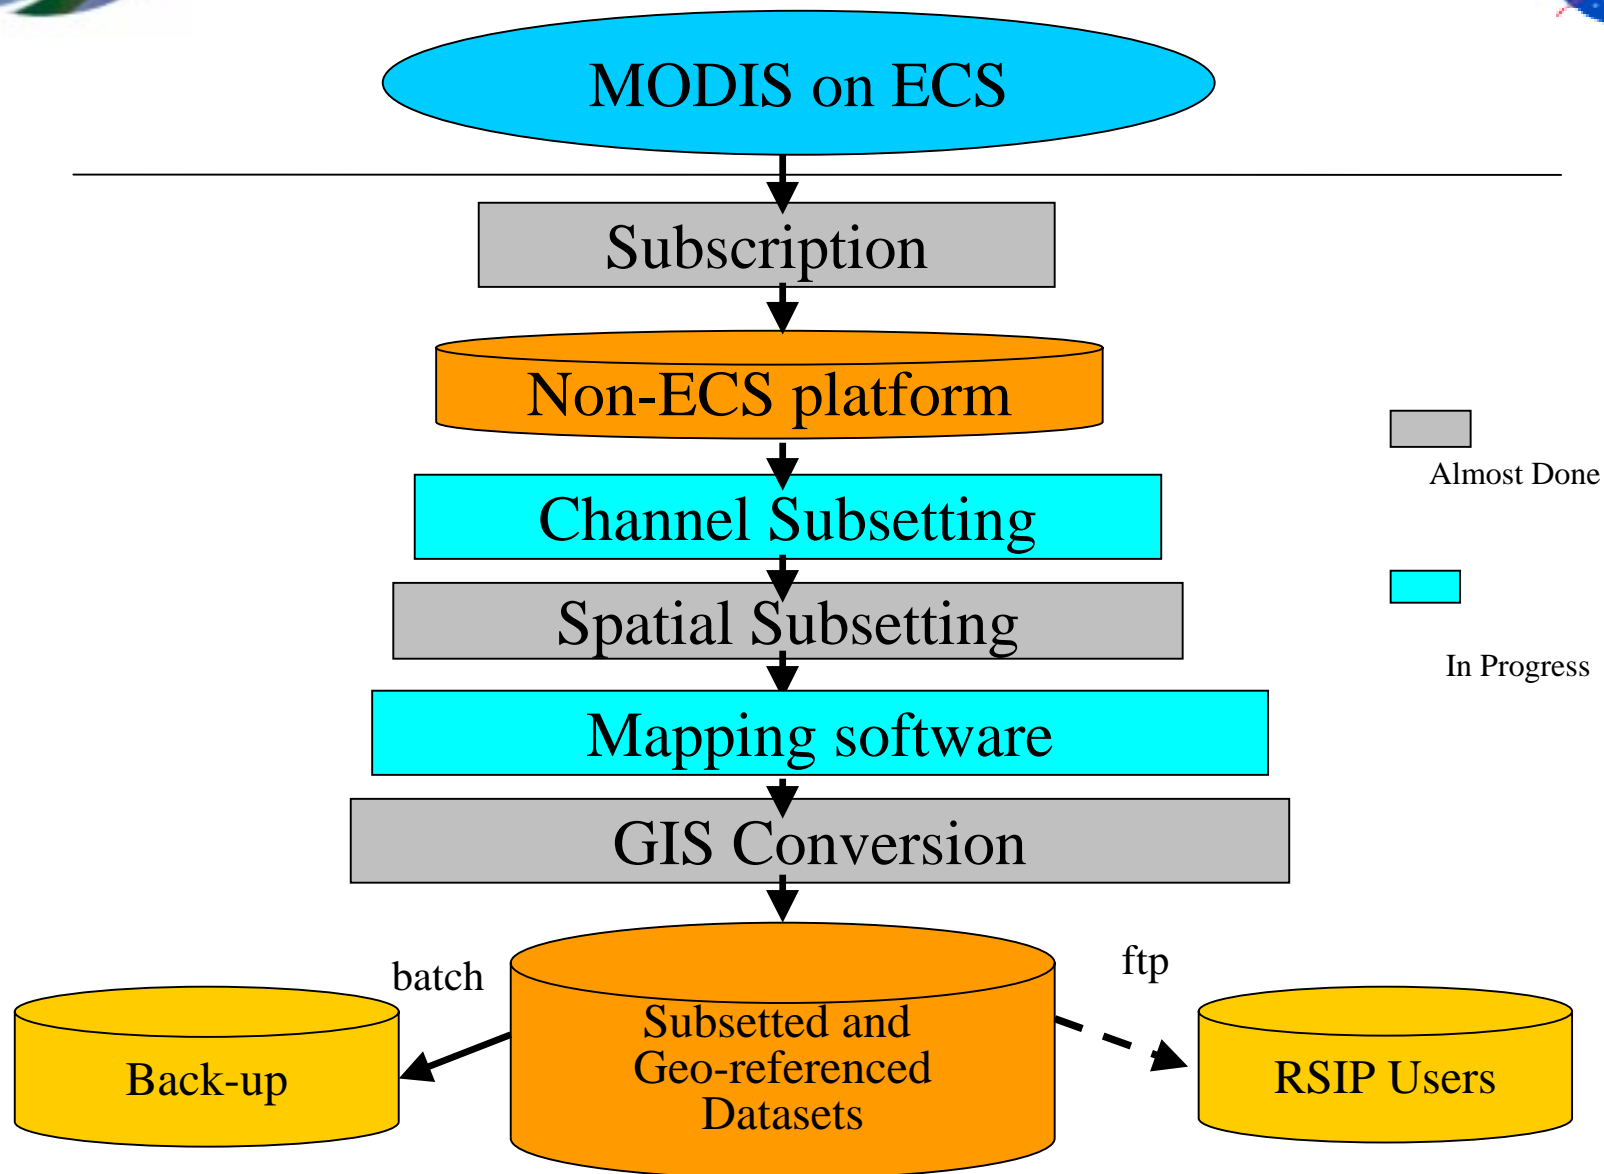 MODIS on ECS
Subscription
Non-ECS platform
Almost Done
Channel Subsetting
Spatial Subsetting
In Progress
Mapping software
GIS Conversion
batch
ftp
Subsetted and
Geo-referenced
Datasets
Back-up
RSIP Users